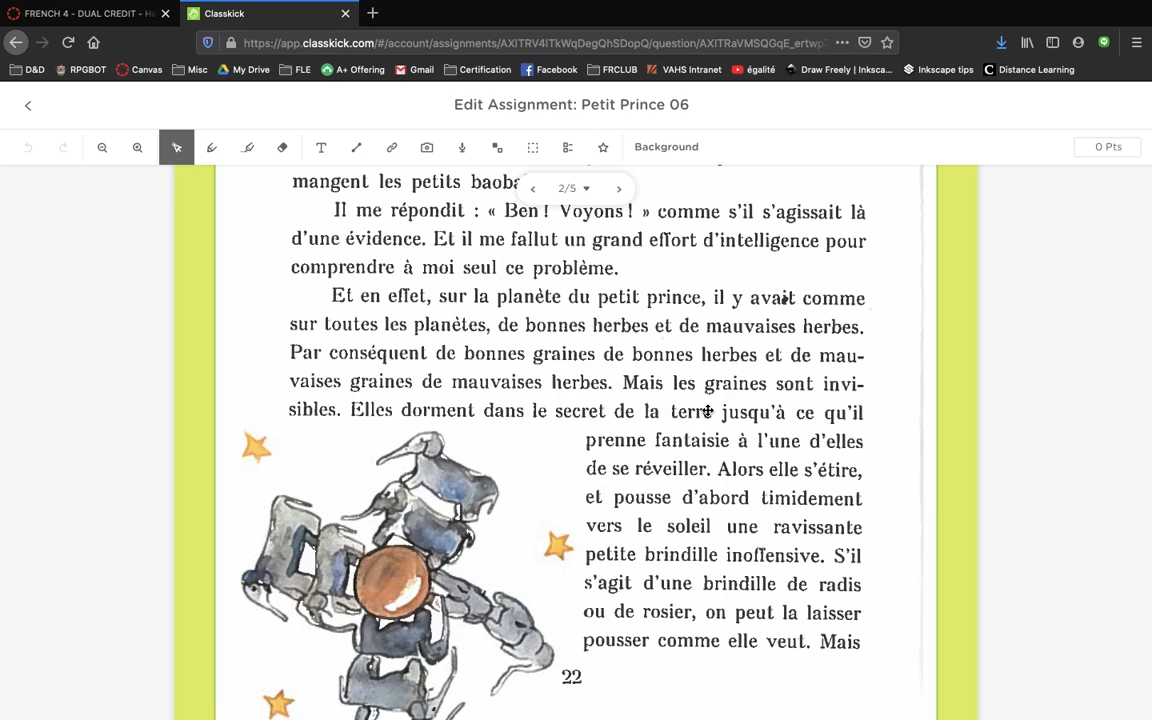 FRENCH 4 - DUAL CREDIT - Ha
Classkick
https://app.classkick.com/#/account/assignments/AXITRV4ITkWqDegQhSDopQ/question/AXITRaVMSQGqE_ertwp7
D&D
RPGBOT
Canvas
Misc
My Drive
FLE
A+ Offering
Gmail
Certification
Facebook
FRCLUB
VAHS Intranet
égalité
Draw Freely | Inksca...
Inkscape tips
Distance Learning
Edit Assignment: Petit Prince 06
T
Background
0 Pts
2/5
mangent les petits
Il me répondit : « Ben ! Voyons ! » comme s'il s'agissait là
d'une évidence. Et il me fallut un grand effort d'intelligence pour
comprendre à moi seul ce problème.
Et en effet, sur la planète du petit prince, il y avait comme
sur toutes les planètes, de bonnes herbes et de mauvaises herbes.
Par conséquent de bonnes graines de bonnes herbes et de mau-
vaises graines de mauvaises herbes. Mais les graines sont invi-
sibles. Elles dorment dans le secret de la terre jusqu'à ce qu'il
prenne fantaisie à l'une d'elles
de se réveiller. Alors elle s'étire,
et pousse d'abord timidement
vers le soleil une ravissante
petite brindille inoffensive. S'il
s'agit d'une brindille de radis
ou de rosier, on peut la laisser
pousser comme elle veut. Mais
22